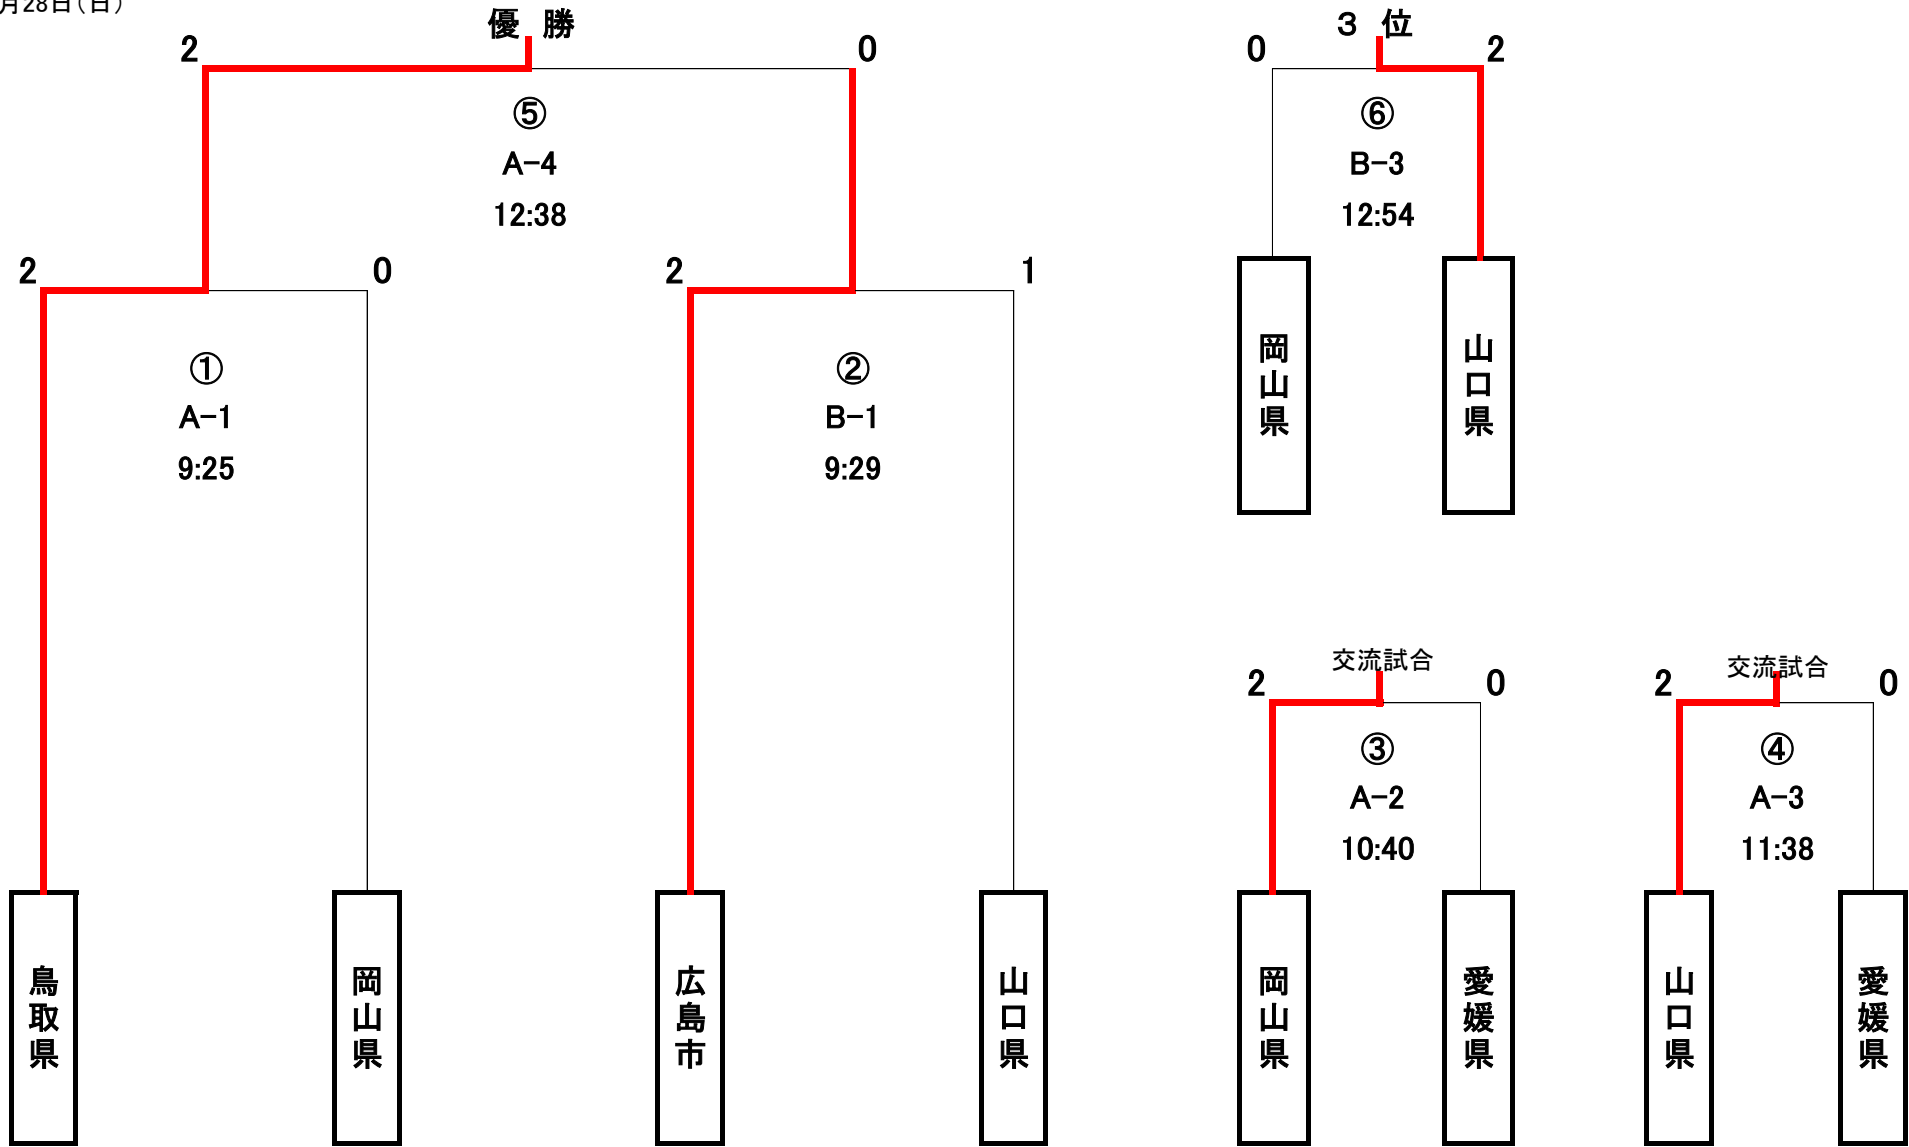 月28日（日）
優 勝
2
0
⑤
A-4
12:38
2
0
①
A-1
9:25
2
1
②
B-1
9:29
鳥取県
岡山県
広島市
山口県
３ 位
0
2
⑥
B-3
12:54
岡山県
山口県
交流試合
2
0
③
A-2
10:40
岡山県
愛媛県
交流試合
2
0
④
A-3
11:38
山口県
愛媛県